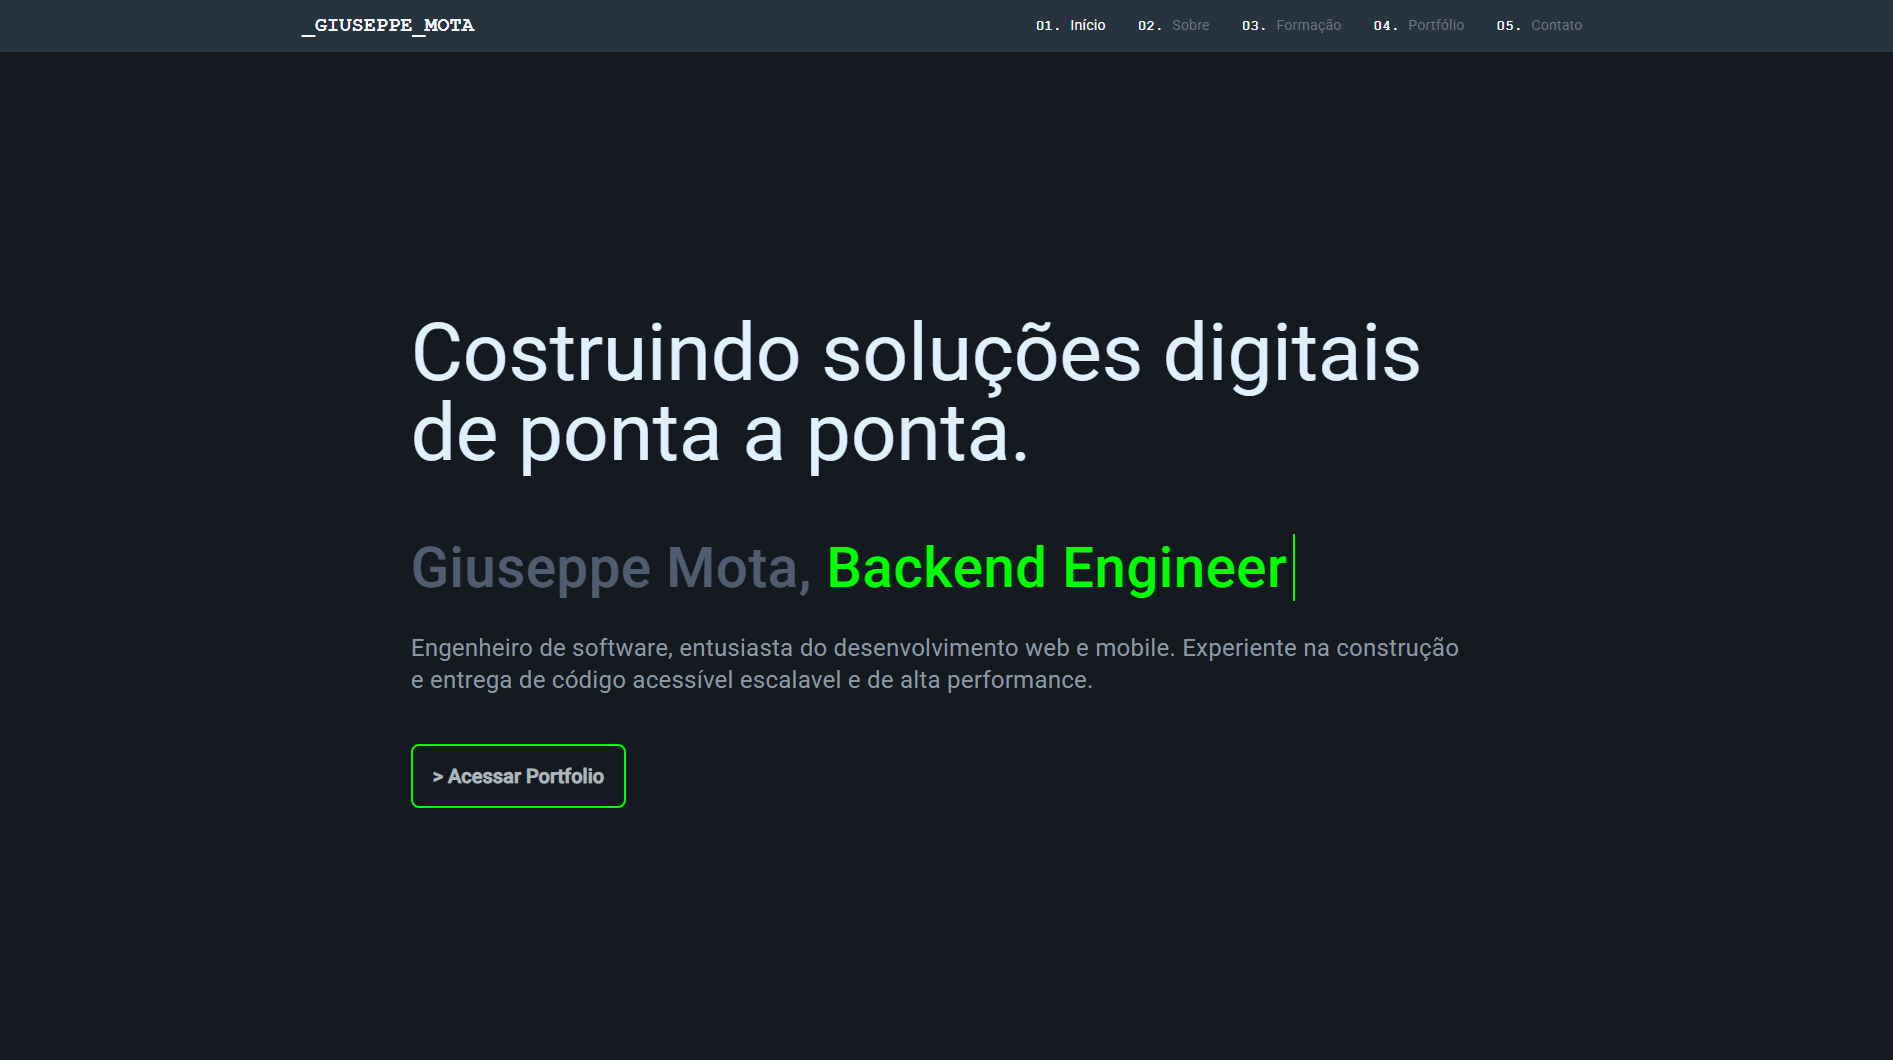 _GIUSEPPE_MOTA
01. Início 02. Sobre 03. Formação 04. Portfólio 05. Contato
Costruindo soluções digitais
de ponta a ponta.
Giuseppe Mota, Backend Engineer
Engenheiro de software, entusiasta do desenvolvimento web e mobile. Experiente na construção
e entrega de código acessível escalavel e de alta performance.
> Acessar Portfolio